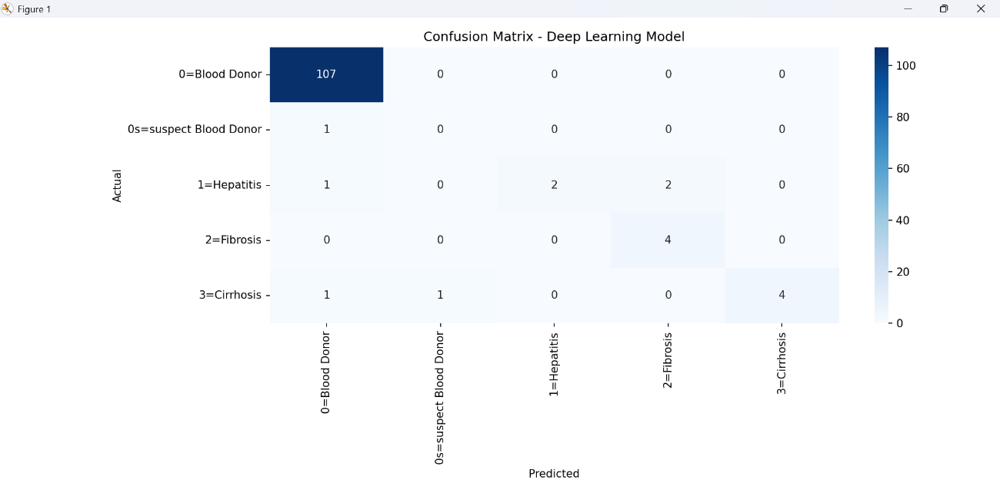 Figure 1
Confusion Matrix - Deep Learning Model
0=Blood Donor 107 0 0 0 0
0s=suspect Blood Donor 1 0 0 0 0
1=Hepatitis 1 0 2 2 0
2=Fibrosis 0 0 0 4 0
3=Cirrhosis 1 1 0 0 4
Actual
0=Blood Donor
0s=suspect Blood Donor
1=Hepatitis
2=Fibrosis
3=Cirrhosis
Predicted
100
80
60
40
20
0